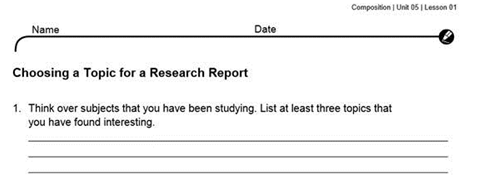 Composition | Unit 05 | Lesson 01
Name Date
Choosing a Topic for a Research Report
1. Think over subjects that you have been studying. List at least three topics that
you have found interesting.